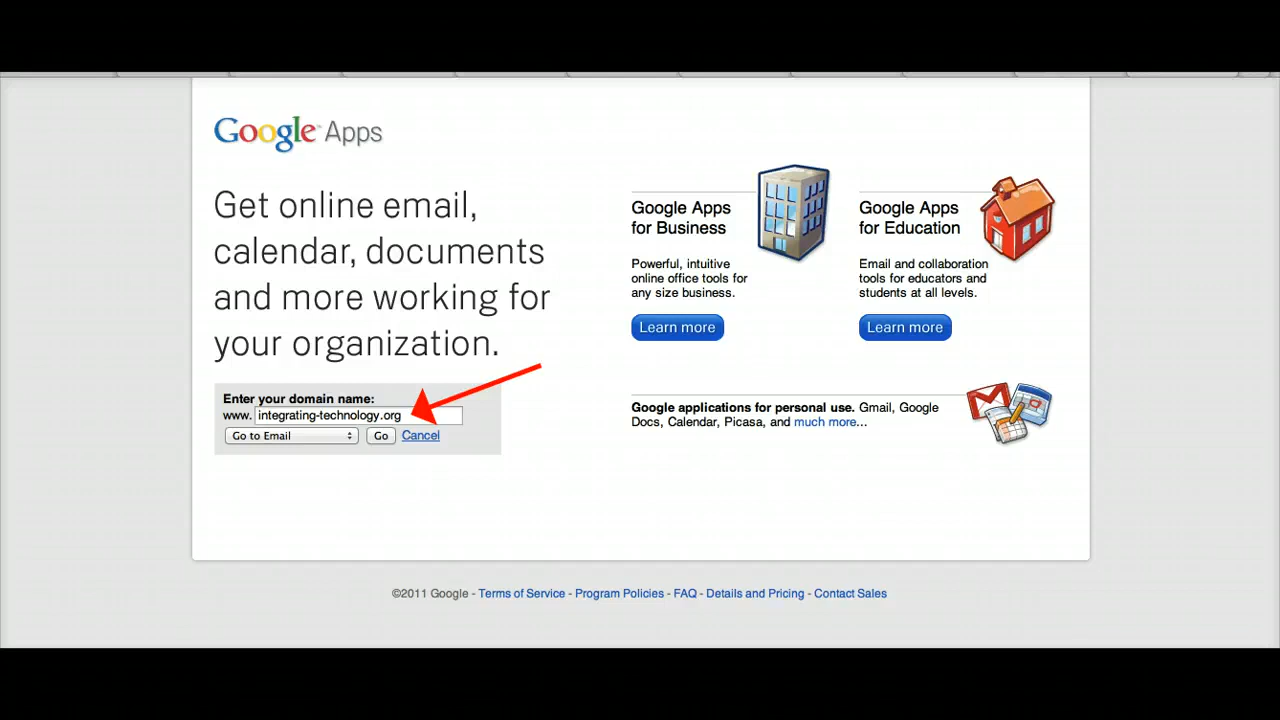 Google™ Apps
Get online email,
calendar, documents
and more working for
your organization.
Enter your domain name:
www. integrating-technology.org
Go to Email Go Cancel
Google Apps
for Business
Powerful, intuitive
online office tools for
any size business.
Learn more
Google Apps
for Education
Email and collaboration
tools for educators and
students at all levels.
Learn more
Google applications for personal use. Gmail, Google
Docs, Calendar, Picasa, and much more...
©2011 Google - Terms of Service - Program Policies - FAQ - Details and Pricing - Contact Sales